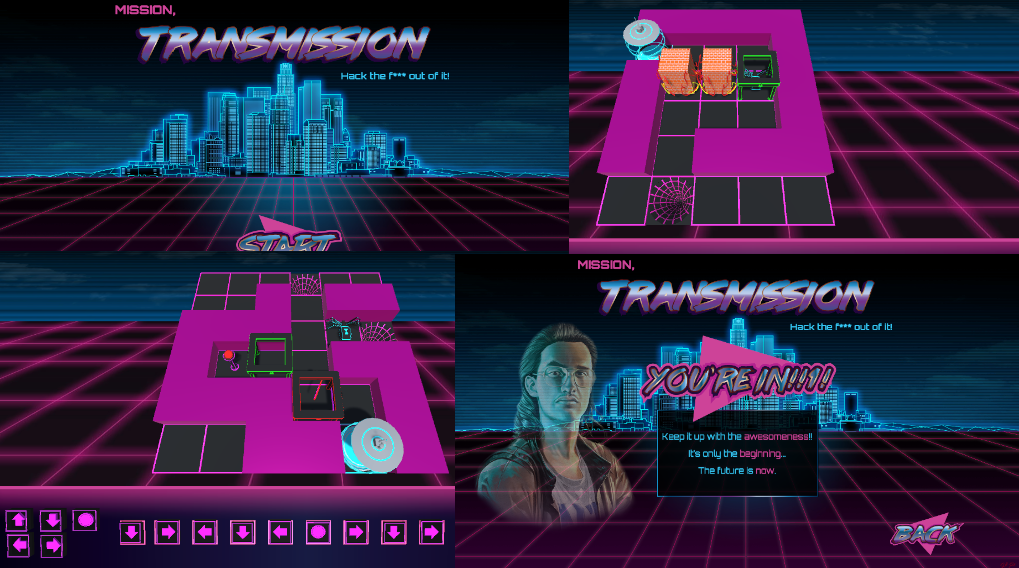 MISSION,
TRANSMISSION
Hack the f*** out of it!
START
MISSION,
TRANSMISSION
Hack the f*** out of it!
YOU'RE IN!!1!
Keep it up with the awesomeness!!
It's only the beginning...
The future is now.
BACK